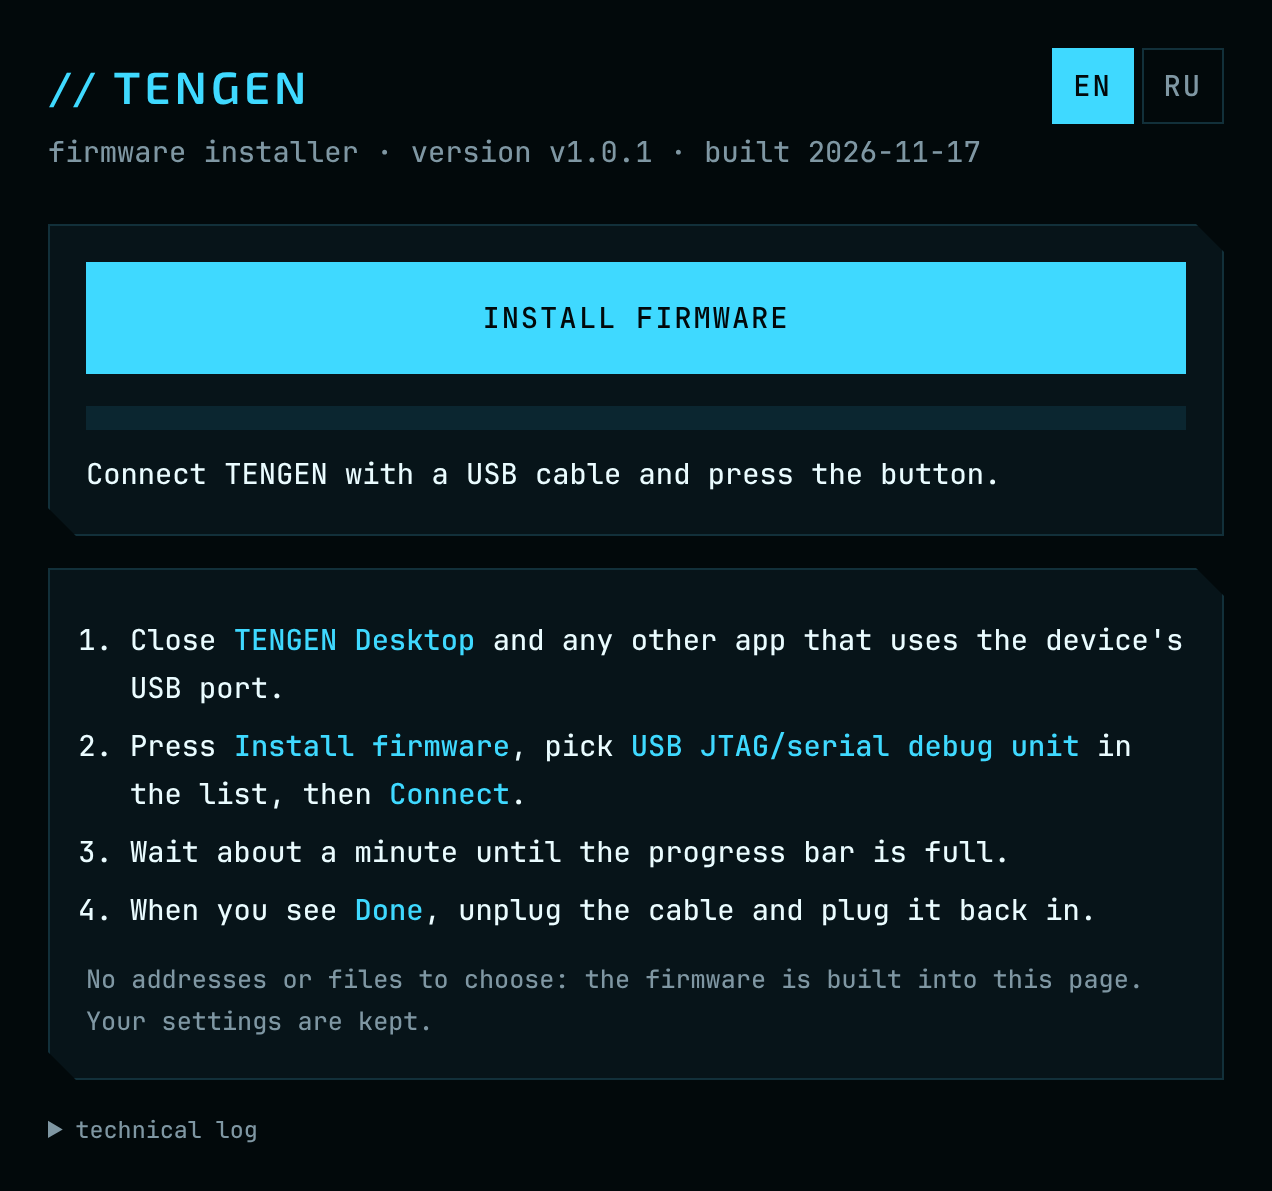 // TENGEN
EN RU
firmware installer · version v1.0.1 · built 2026-11-17
INSTALL FIRMWARE
Connect TENGEN with a USB cable and press the button.
1. Close TENGEN Desktop and any other app that uses the device's
USB port.
2. Press Install firmware, pick USB JTAG/serial debug unit in
the list, then Connect.
3. Wait about a minute until the progress bar is full.
4. When you see Done, unplug the cable and plug it back in.
No addresses or files to choose: the firmware is built into this page.
Your settings are kept.
▶ technical log